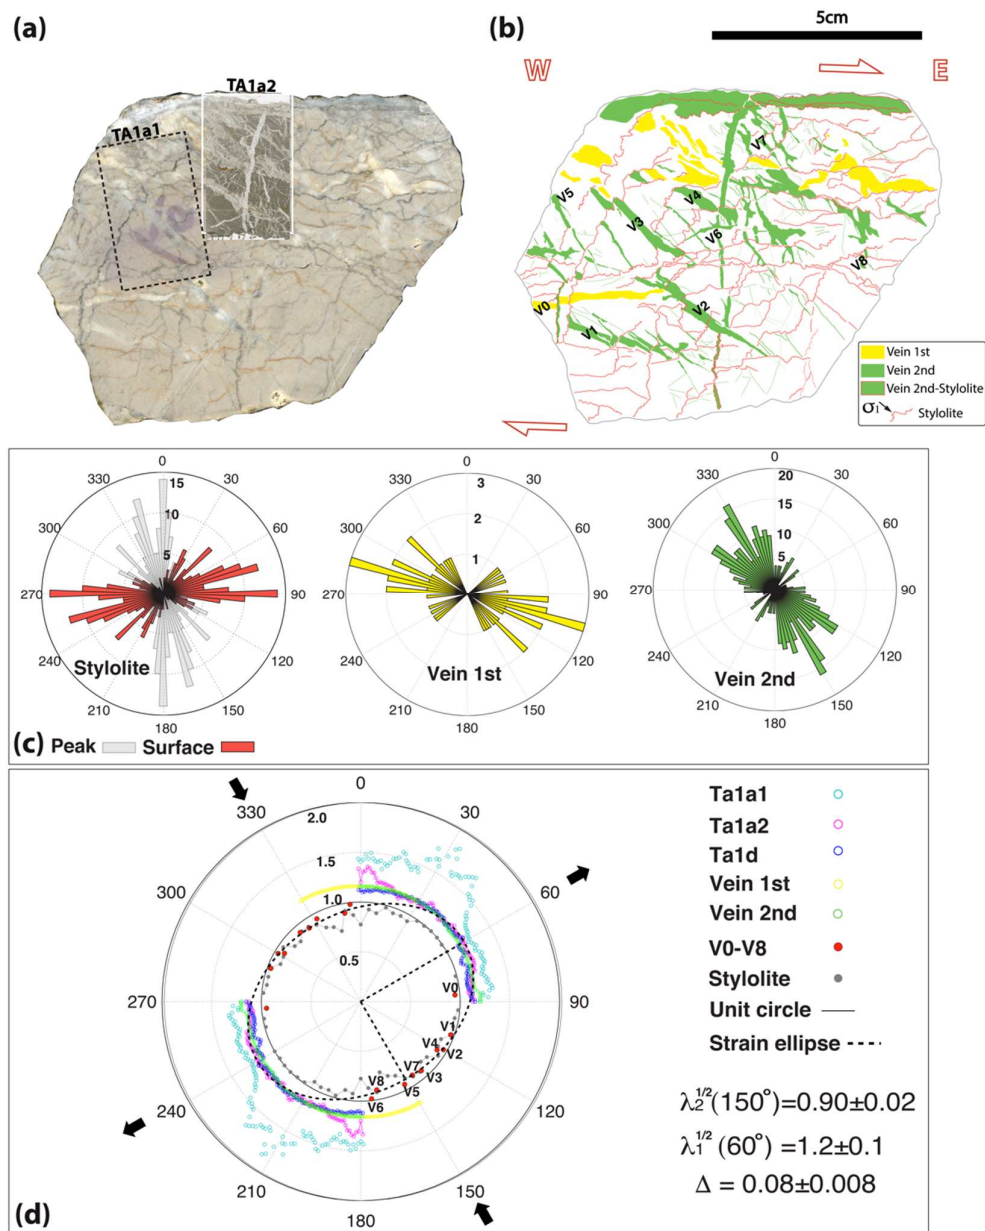 (a)
TA1a2
TA1a1
(b)
5cm
W
E
V7
V5
V4
V3
V6
V8
V0
V2
V1
Vein 1st
Vein 2nd
Vein 2nd-Stylolite
σ1
Stylolite
0
330
30
300
60
270
90
240
120
210
150
180
15
10
5
Stylolite
Peak
Surface
(c)
330
0
30
300
60
270
90
240
120
210
150
180
3
2
1
Vein 1st
0
330
30
300
60
270
90
240
120
210
150
180
20
15
10
5
Vein 2nd
0
330
30
300
60
270
90
240
120
210
150
180
2.0
1.5
1.0
0.5
V0
V1
V4
V2
V7
V3
V8
V5
V6
(d)
Ta1a1
Ta1a2
Ta1d
Vein 1st
Vein 2nd
V0-V8
Stylolite
Unit circle
Strain ellipse
λ2^1/2(150°)=0.90±0.02
λ1^1/2(60°) =1.2±0.1
Δ = 0.08±0.008